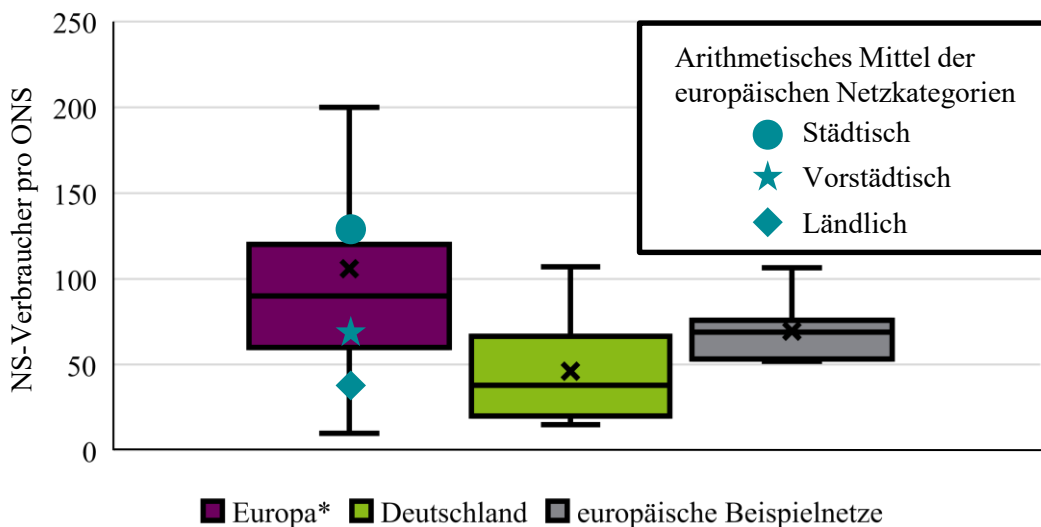 NS-Verbraucher pro ONS
250
200
150
100
50
0
Arithmetisches Mittel der
europäischen Netzkategorien
Städtisch
Vorstädtisch
Ländlich
Europa* Deutschland europäische Beispielnetze